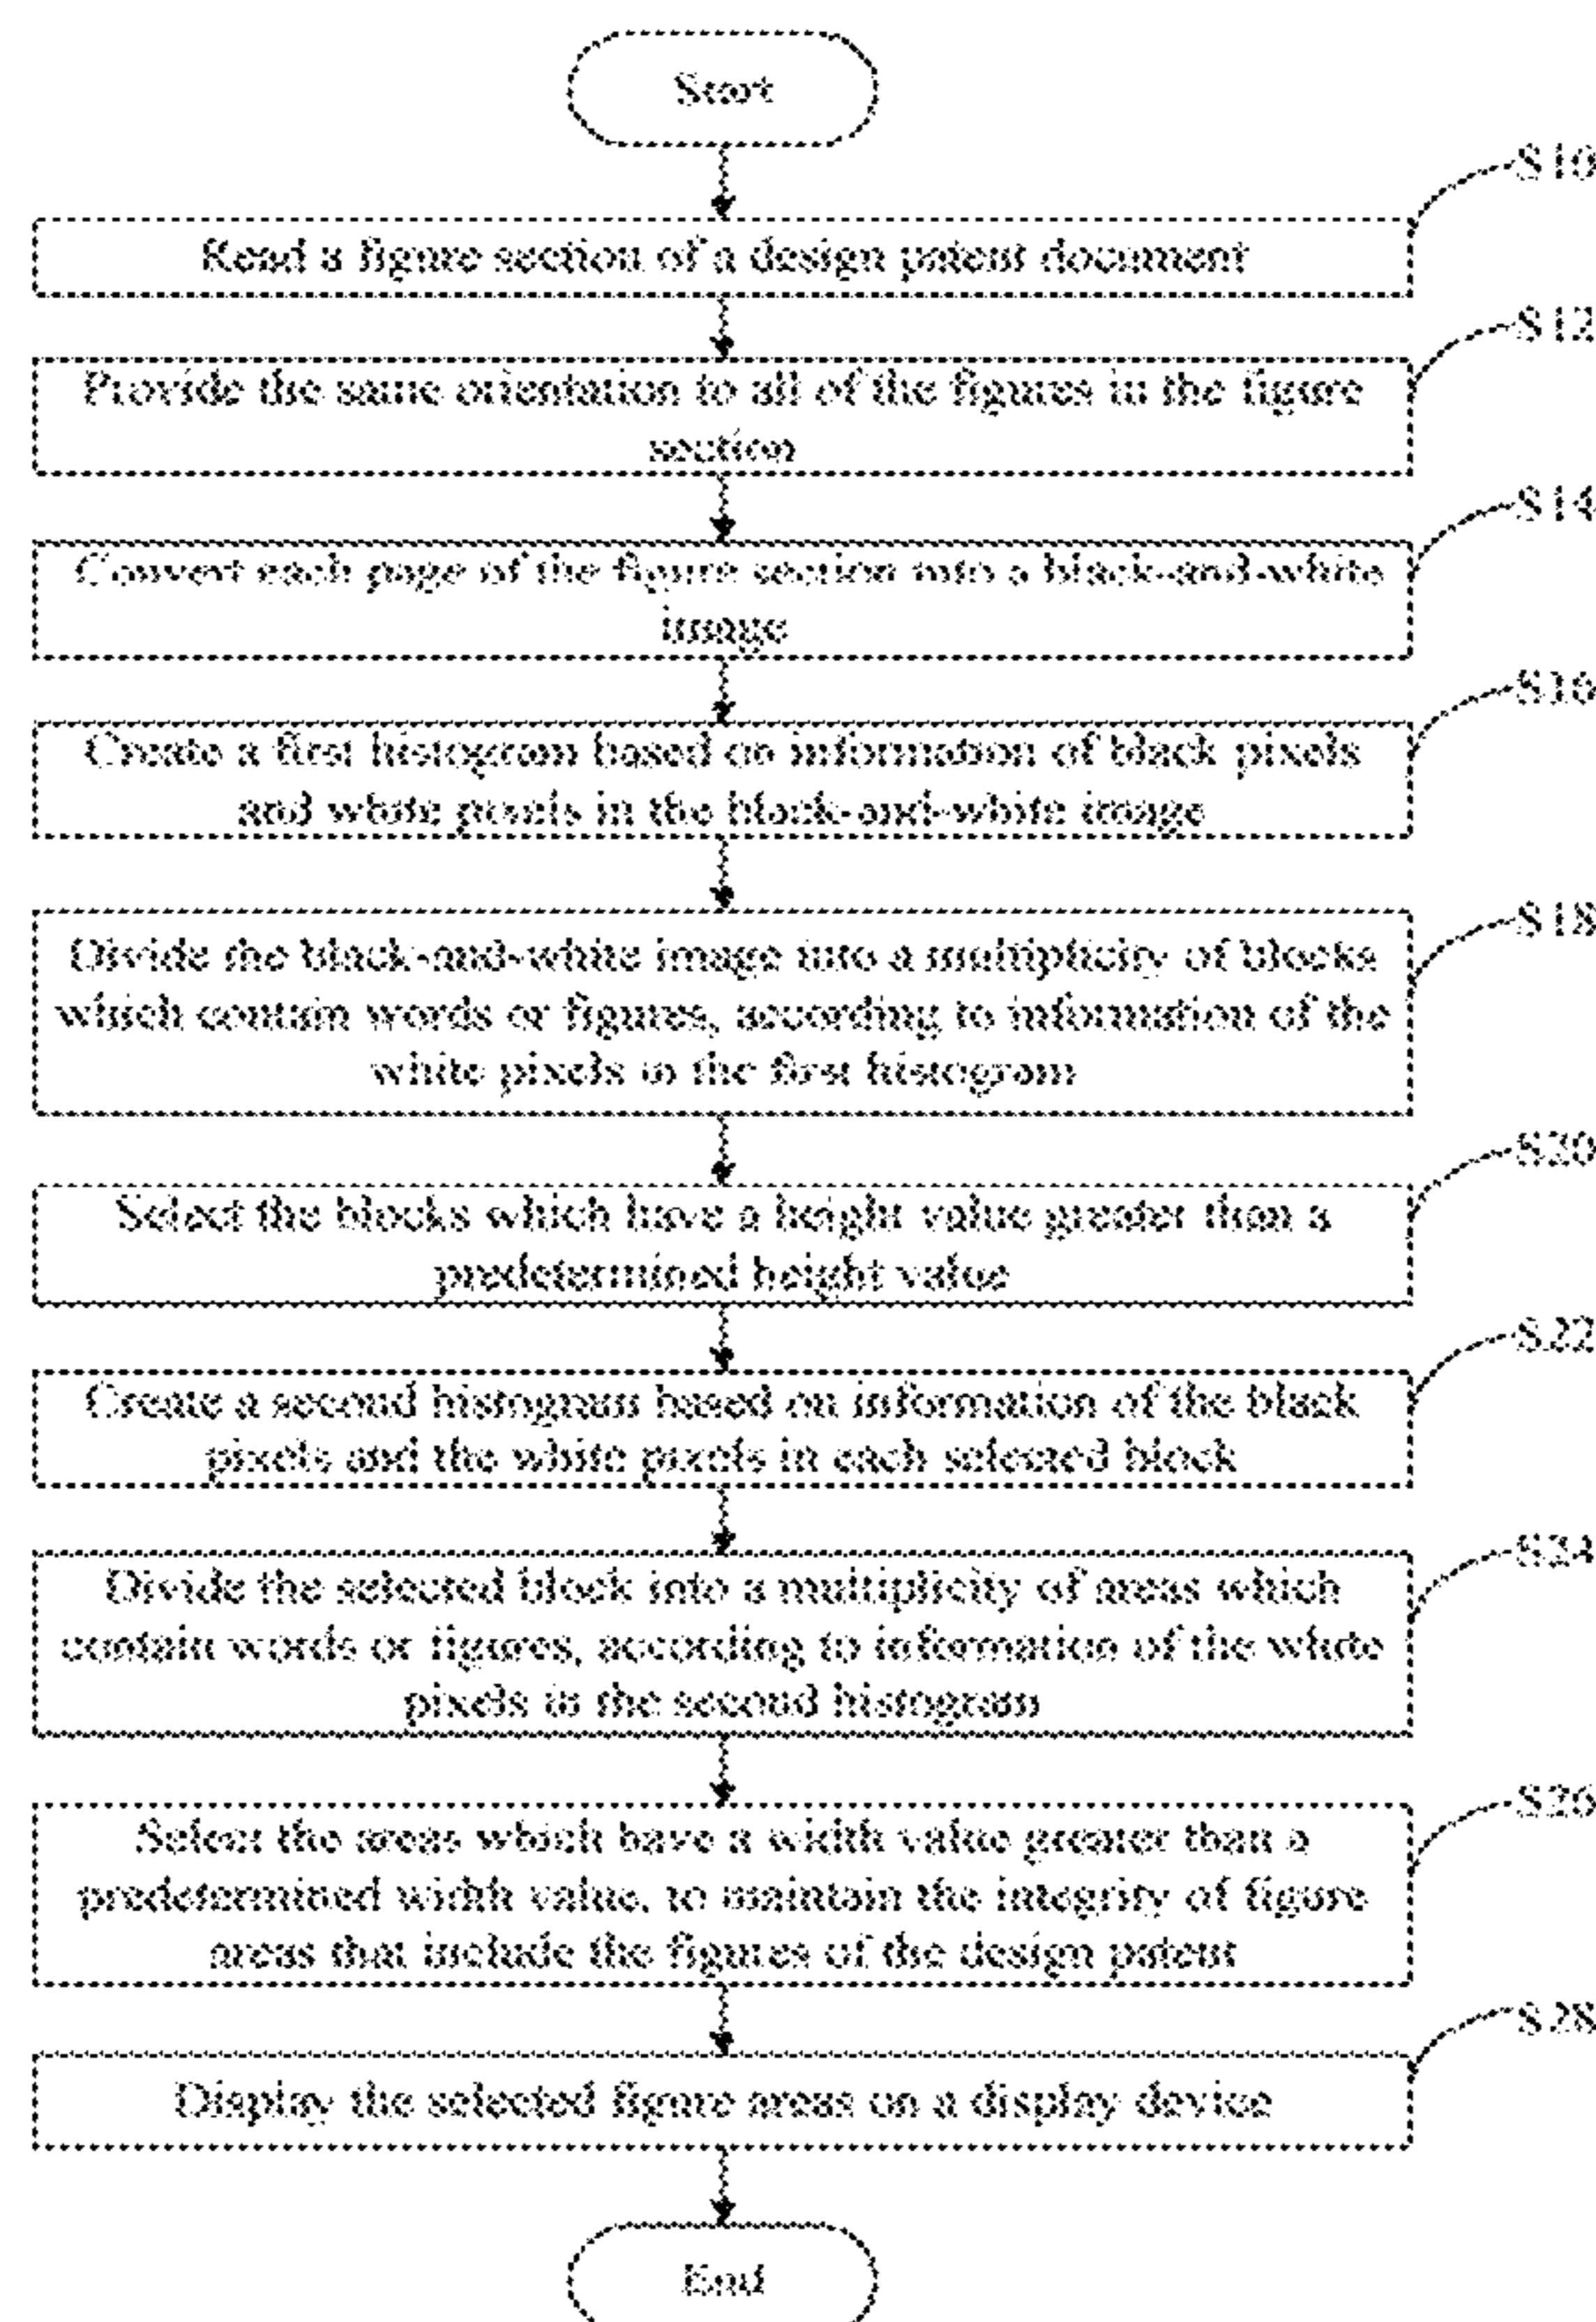 Start
S10
Read a figure section of a design patent document
S12
Provide the same orientation to all of the figures in the figure
section
S14
Convert each page of the figure section into a black-and-white
image
S16
Create a first histogram based on information of black pixels
and white pixels in the black-and-white image
S18
Divide the black-and-white image into a multiplicity of blocks
which contain words or figures, according to information of the
white pixels in the first histogram
S20
Select the blocks which have a height value greater than a
predetermined height value
S22
Create a second histogram based on information of the black
pixels and the white pixels in each selected block
S24
Divide the selected block into a multiplicity of areas which
contain words or figures, according to information of the white
pixels in the second histogram
S26
Select the areas which have a width value greater than a
predetermined width value, to maintain the integrity of figure
areas that include the figures of the design patent
S28
Display the selected figure areas on a display device
End